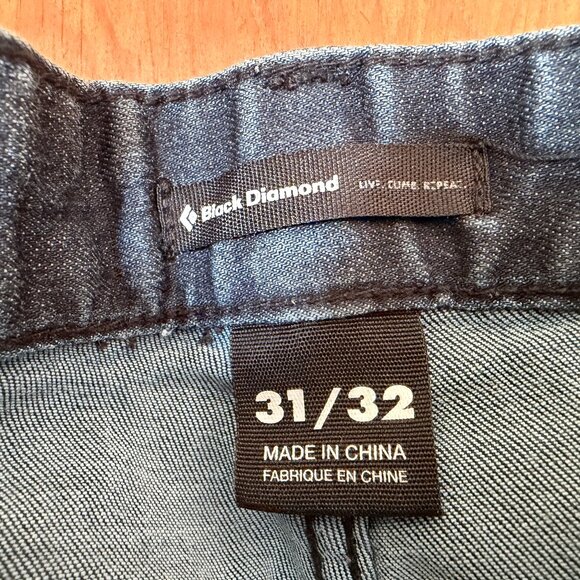 Black Diamond LIVE. CLIMB. REPEAT.
31/32
MADE IN CHINA
FABRIQUE EN CHINE